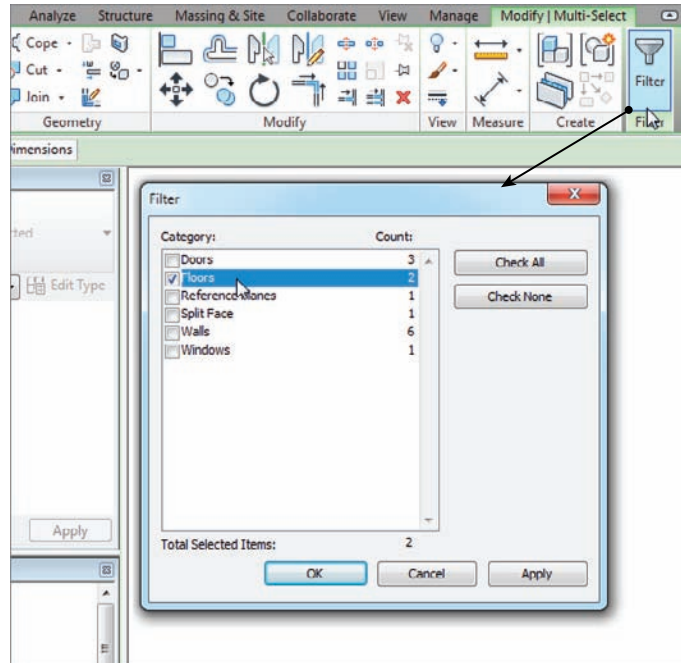 Analyze Structure Massing & Site Collaborate View Manage Modify | Multi-Select
Cope
Cut
Join
Filter
Geometry Modify View Measure Create Filter
imensions
Filter
X
Category: Count:
Doors 3
Floors 2
Reference Planes 1
Split Face 1
Walls 6
Windows 1
Check All
Check None
ted
Edit Type
Apply
Total Selected Items: 2
OK Cancel Apply